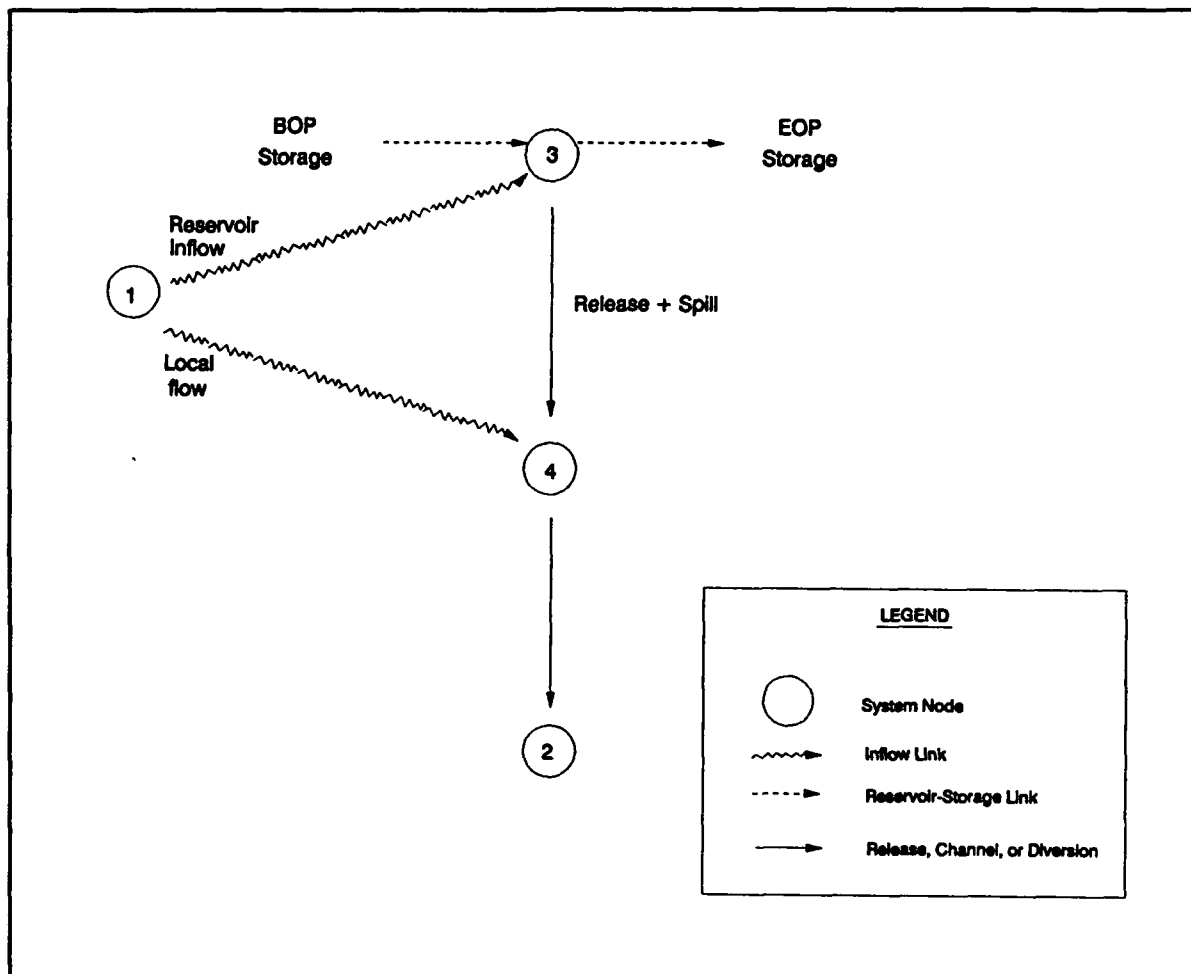 BOP
Storage
3
EOP
Storage
Reservoir
Inflow
1
Release + Spill
Local
flow
4
2
LEGEND
System Node
Inflow Link
Reservoir-Storage Link
Release, Channel, or Diversion